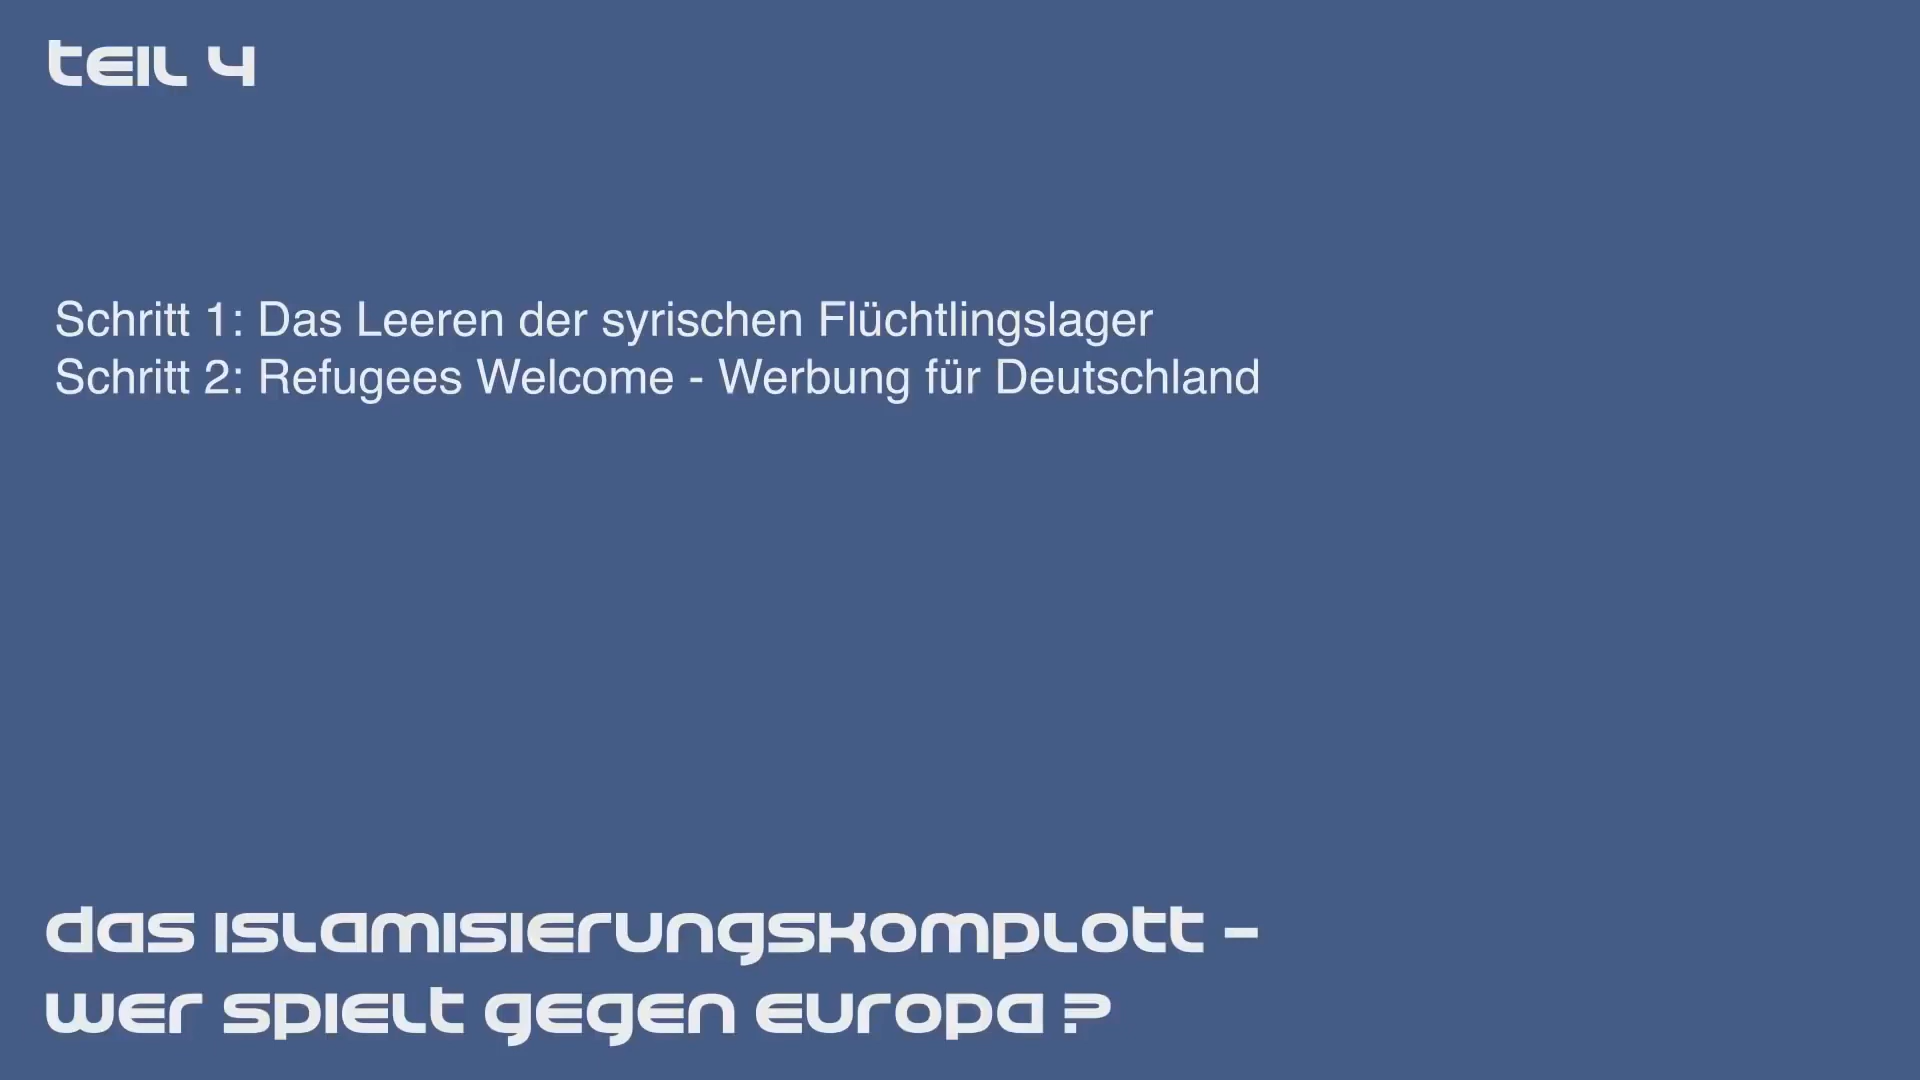 Teil 4
Schritt 1: Das Leeren der syrischen Flüchtlingslager
Schritt 2: Refugees Welcome - Werbung für Deutschland
Das Islamisierungskomplott –
Wer spielt gegen Europa ?